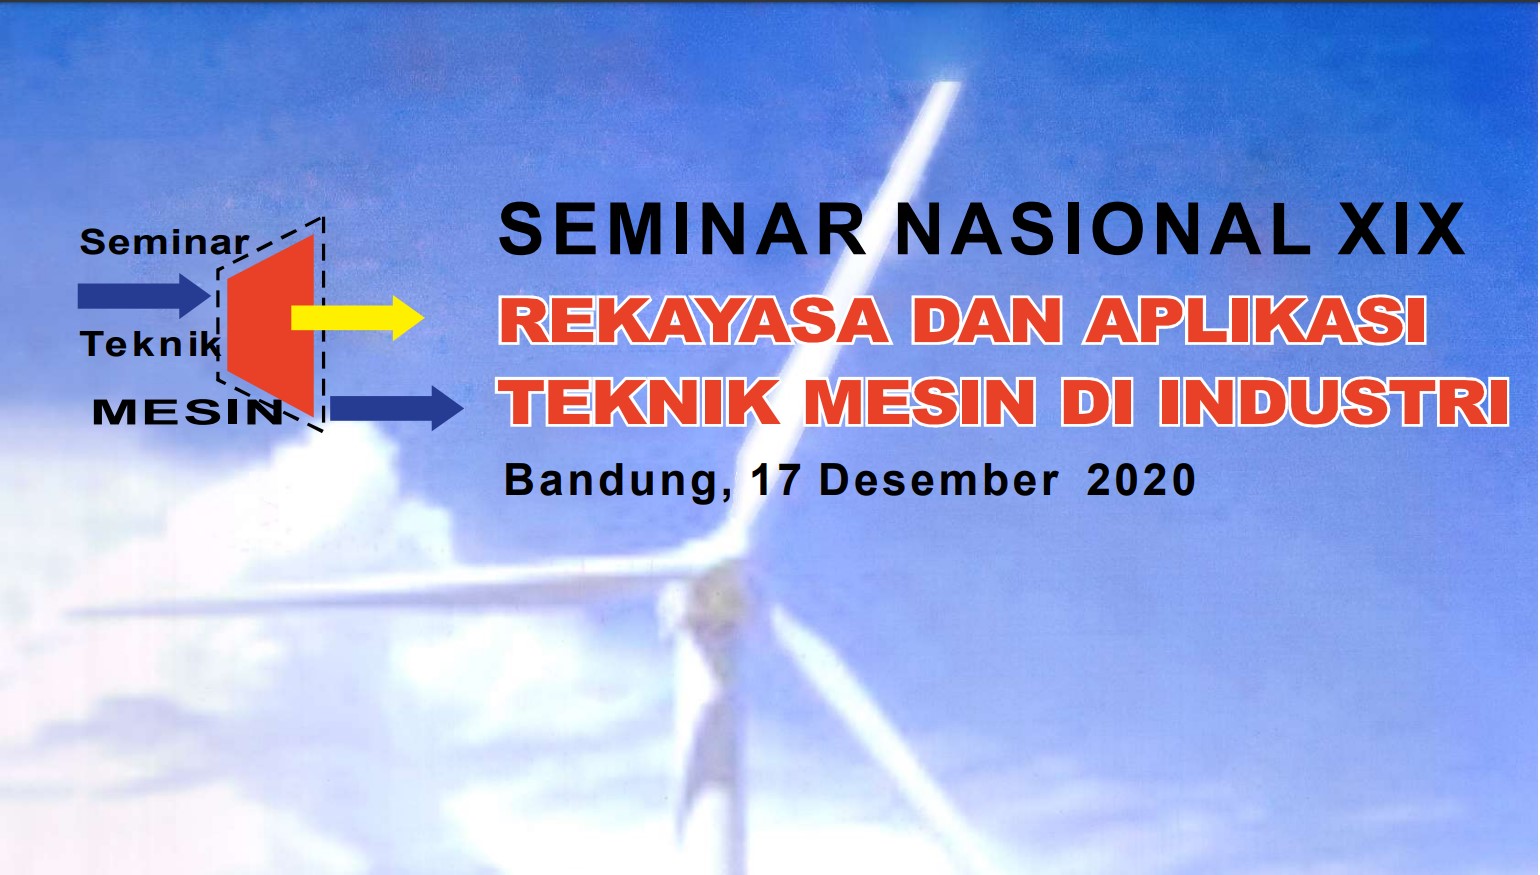 Seminar
Teknik
MESIN
SEMINAR NASIONAL XIX
REKAYASA DAN APLIKASI
TEKNIK MESIN DI INDUSTRI
Bandung, 17 Desember 2020